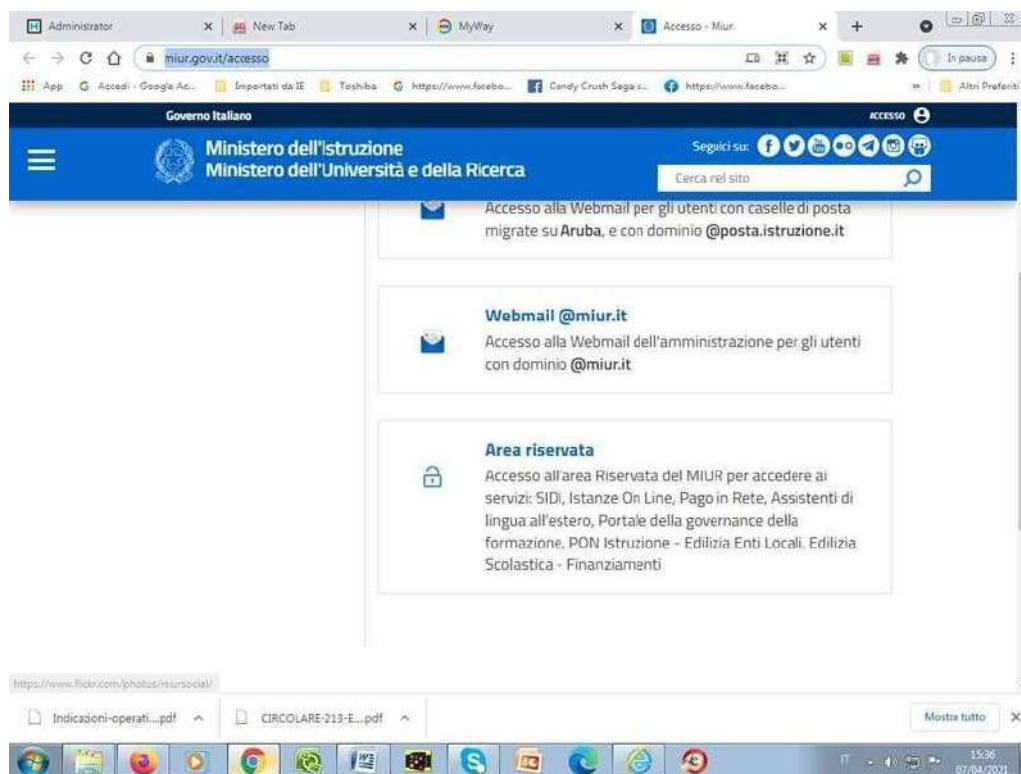 Administrator
New Tab
MyWay
Accesso - Miur
miur.gov.it/accesso
In pausa
App
Accedi - Google Ac...
Importati da IE
Toshiba
https://www.facebo...
Candy Crush Saga s...
https://www.facebo...
Altri Preferiti
Governo Italiano
ACCESSO
Ministero dell'Istruzione
Ministero dell'Università e della Ricerca
Seguici su:
Cerca nel sito
Accesso alla Webmail per gli utenti con caselle di posta
migrate su Aruba, e con dominio @posta.istruzione.it
Webmail @miur.it
Accesso alla Webmail dell'amministrazione per gli utenti
con dominio @miur.it
Area riservata
Accesso all'area Riservata del MIUR per accedere ai
servizi: SIDI, Istanze On Line, Pago in Rete, Assistenti di
lingua all'estero, Portale della governance della
formazione, PON Istruzione - Edilizia Enti Locali, Edilizia
Scolastica - Finanziamenti
https://www.flickr.com/photos/miursocial/
Indicazioni-operati....pdf
CIRCOLARE-213-E....pdf
Mostra tutto
IT
15:36
07/04/2021